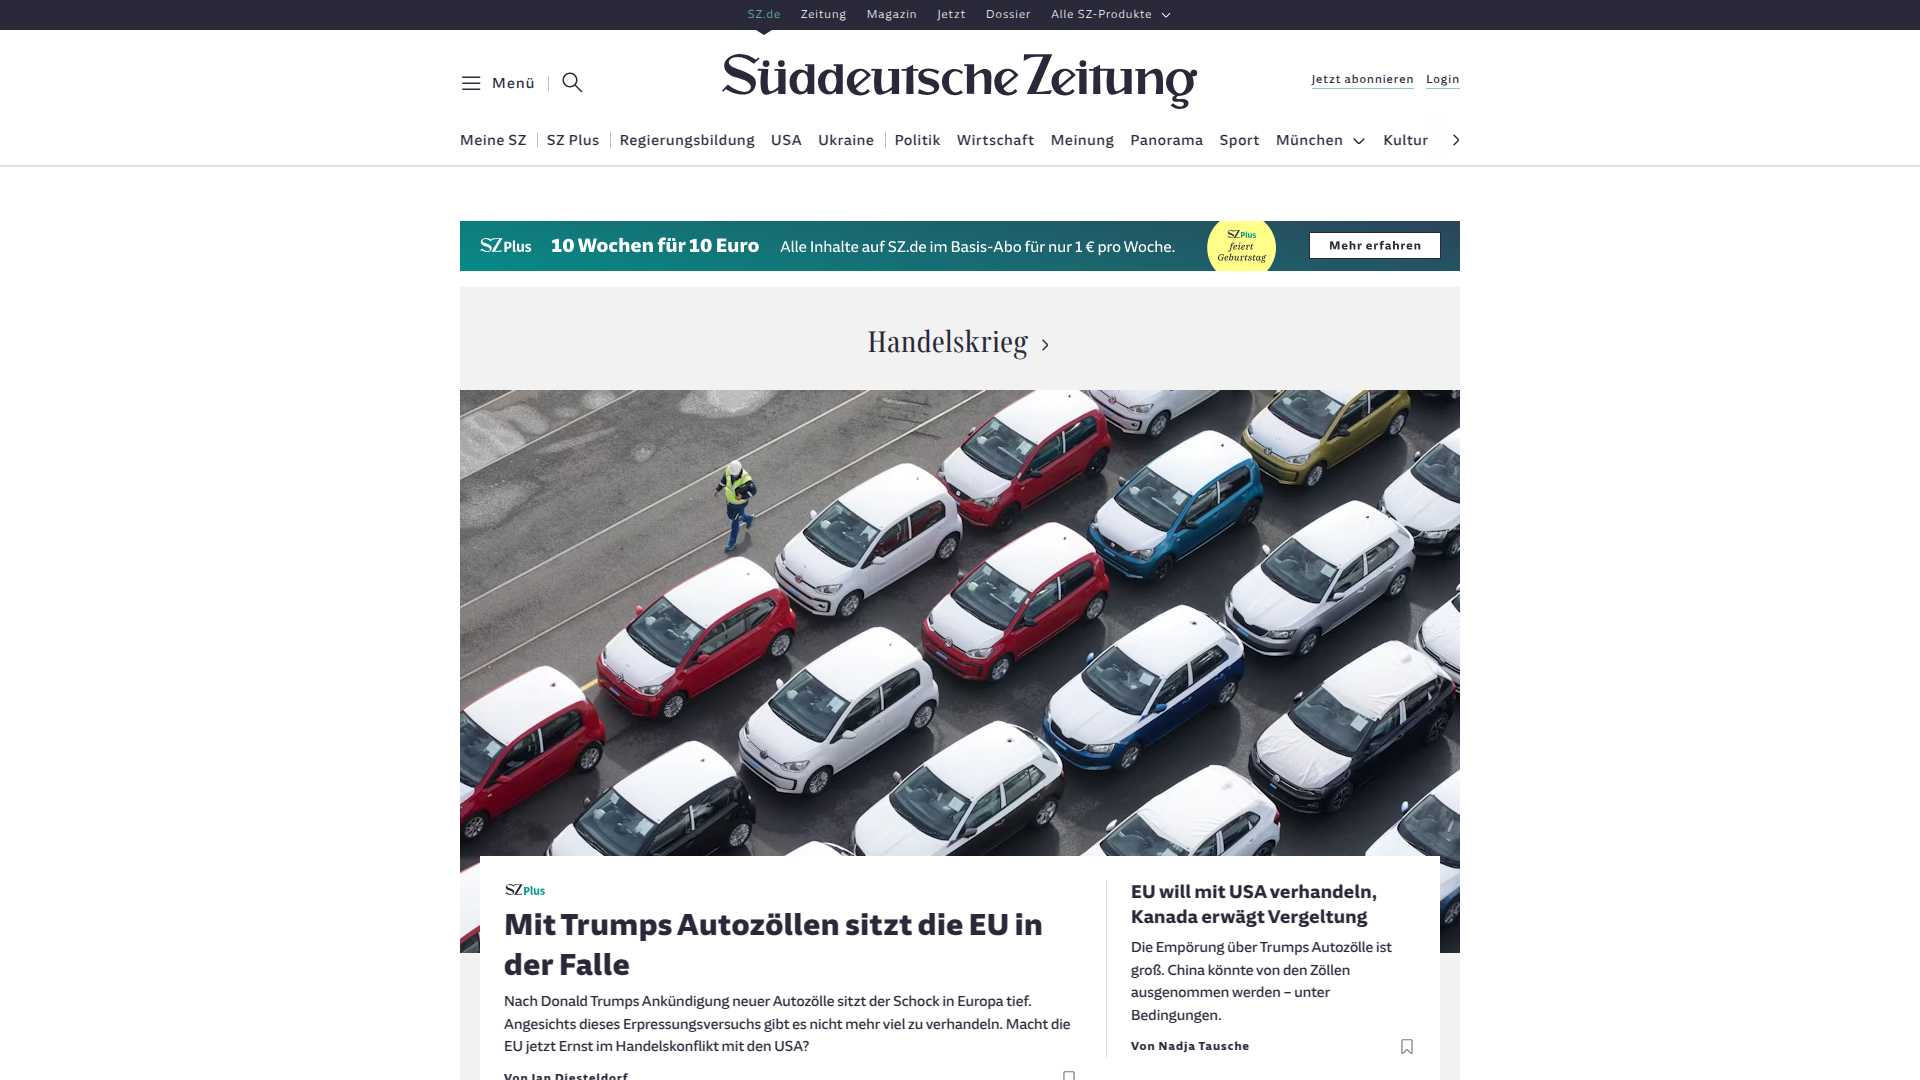 SZ.de Zeitung Magazin Jetzt Dossier Alle SZ-Produkte
Menü
Süddeutsche Zeitung
Jetzt abonnieren Login
Meine SZ SZ Plus Regierungsbildung USA Ukraine Politik Wirtschaft Meinung Panorama Sport München Kultur
SZ Plus 10 Wochen für 10 Euro Alle Inhalte auf SZ.de im Basis-Abo für nur 1 € pro Woche.
SZ Plus
feiert
Geburtstag
Mehr erfahren
Handelskrieg
SZ Plus
Mit Trumps Autozöllen sitzt die EU in
der Falle
Nach Donald Trumps Ankündigung neuer Autozölle sitzt der Schock in Europa tief.
Angesichts dieses Erpressungsversuchs gibt es nicht mehr viel zu verhandeln. Macht die
EU jetzt Ernst im Handelskonflikt mit den USA?
Von Jan Diesteldorf
EU will mit USA verhandeln,
Kanada erwägt Vergeltung
Die Empörung über Trumps Autozölle ist
groß. China könnte von den Zöllen
ausgenommen werden – unter
Bedingungen.
Von Nadja Tausche